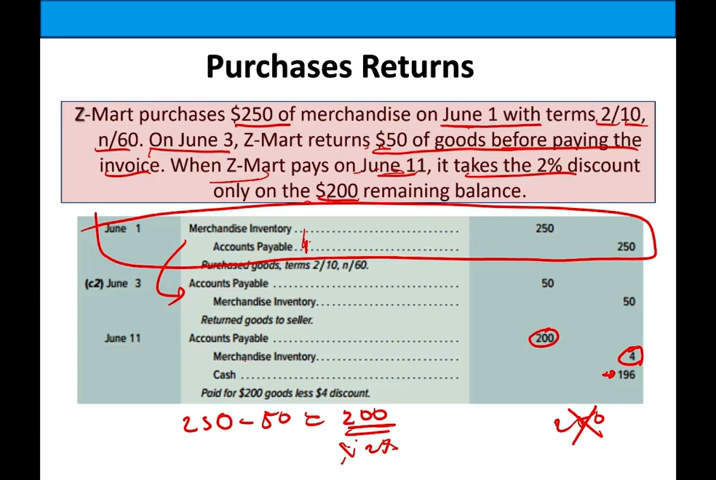 Purchases Returns
Z-Mart purchases $250 of merchandise on June 1 with terms 2/10,
n/60. On June 3, Z-Mart returns $50 of goods before paying the
invoice. When Z-Mart pays on June 11, it takes the 2% discount
only on the $200 remaining balance.
June 1 Merchandise Inventory 250
Accounts Payable 250
Purchased goods, terms 2/10, n/60.
(c2) June 3 Accounts Payable 50
Merchandise Inventory 50
Returned goods to seller.
June 11 Accounts Payable 200
Merchandise Inventory 4
Cash 196
Paid for $200 goods less $4 discount.
250-50 = 200